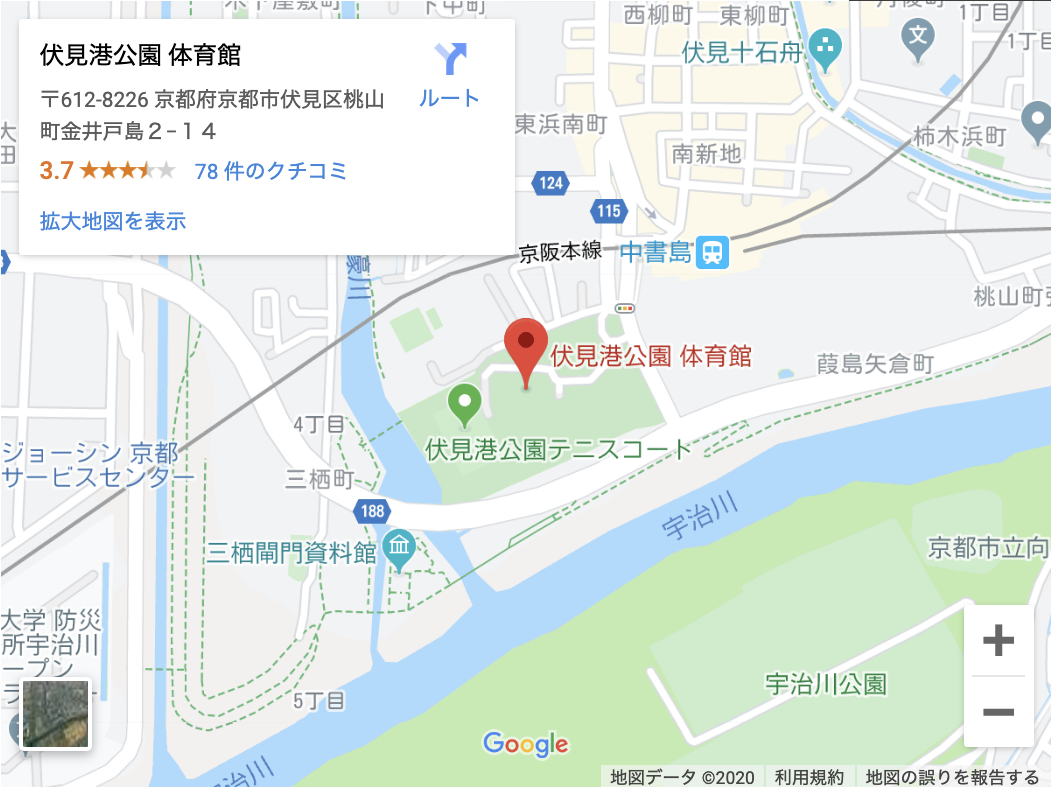 伏見港公園 体育館
〒612-8226 京都府京都市伏見区桃山
町金井戸島２−１４
3.7
78 件のクチコミ
拡大地図を表示
ルート
西柳町
東柳町
1丁目
伏見十石舟
文
東浜南町
南新地
柿木浜町
124
115
京阪本線
中書島
桃山町
濠川
伏見港公園 体育館
葭島矢倉町
伏見港公園テニスコート
4丁目
三栖町
ジョーシン 京都
サービスセンター
188
三栖閘門資料館
宇治川
京都市立向
大学 防災
所宇治川
ープン
5丁目
宇治川公園
宇治川
+
−
Google
地図データ ©2020
利用規約
地図の誤りを報告する